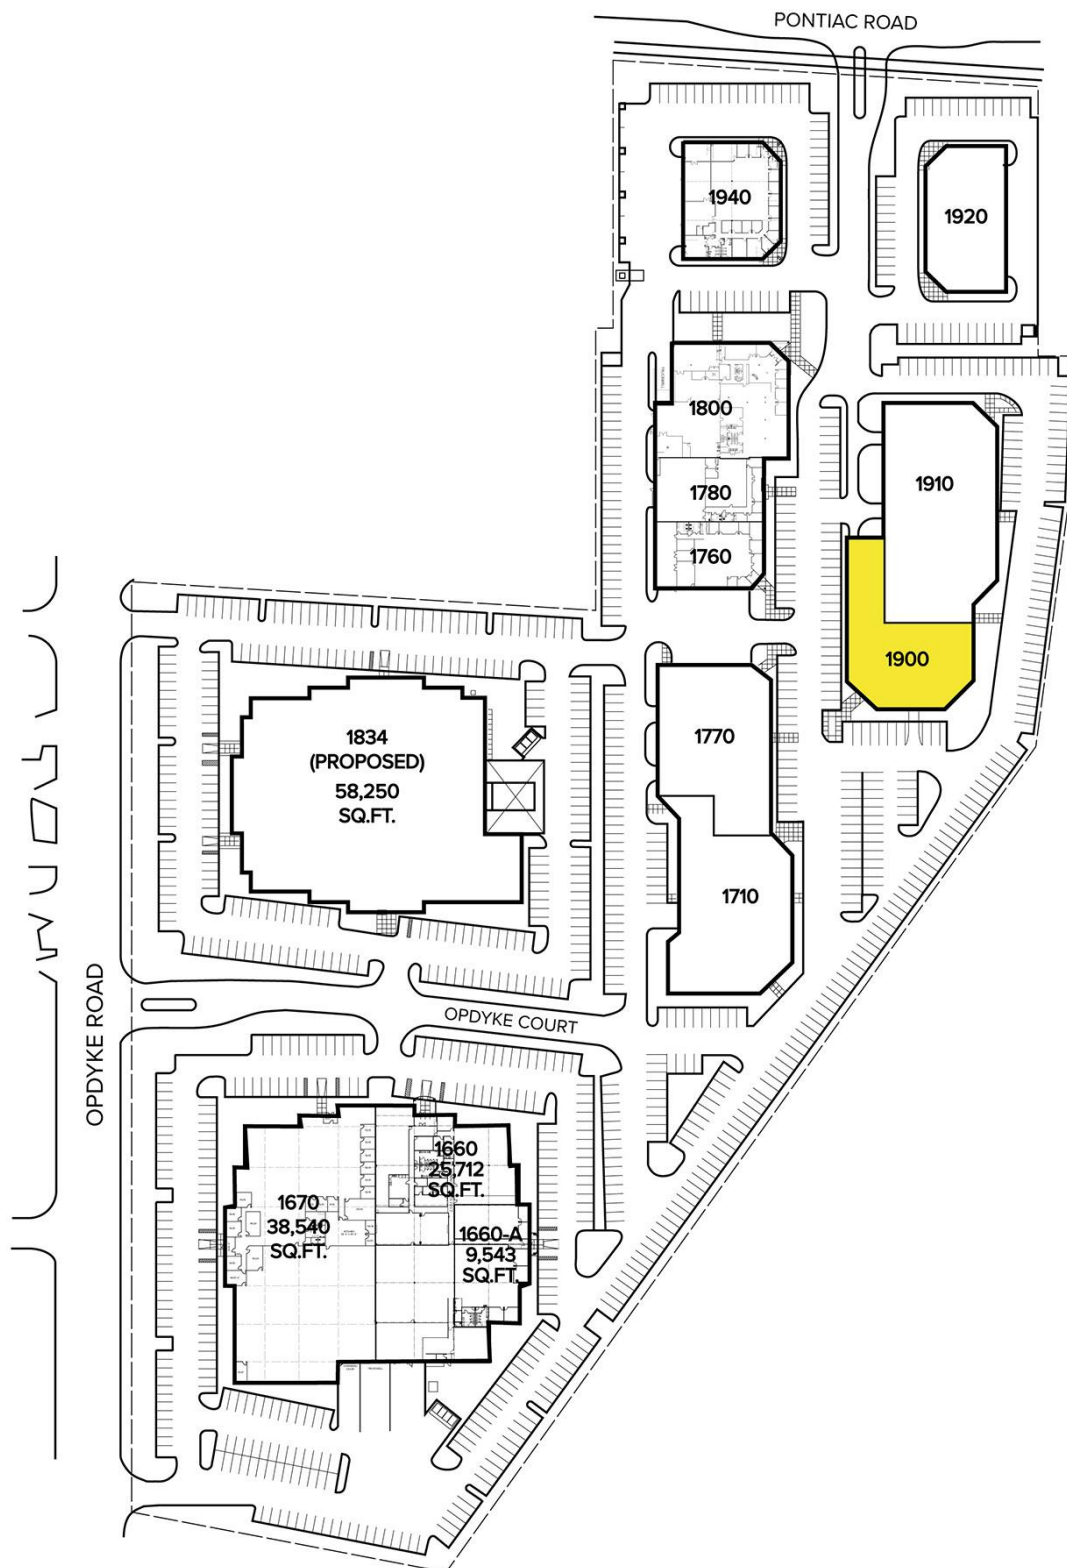 PONTIAC ROAD
1940
1920
1800
1910
1780
1760
1900
1834
(PROPOSED)
58,250
SQ.FT.
1770
1710
OPDYKE ROAD
OPDYKE COURT
1660
25,712
SQ.FT.
1670
38,540
SQ.FT.
1660-A
9,543
SQ.FT